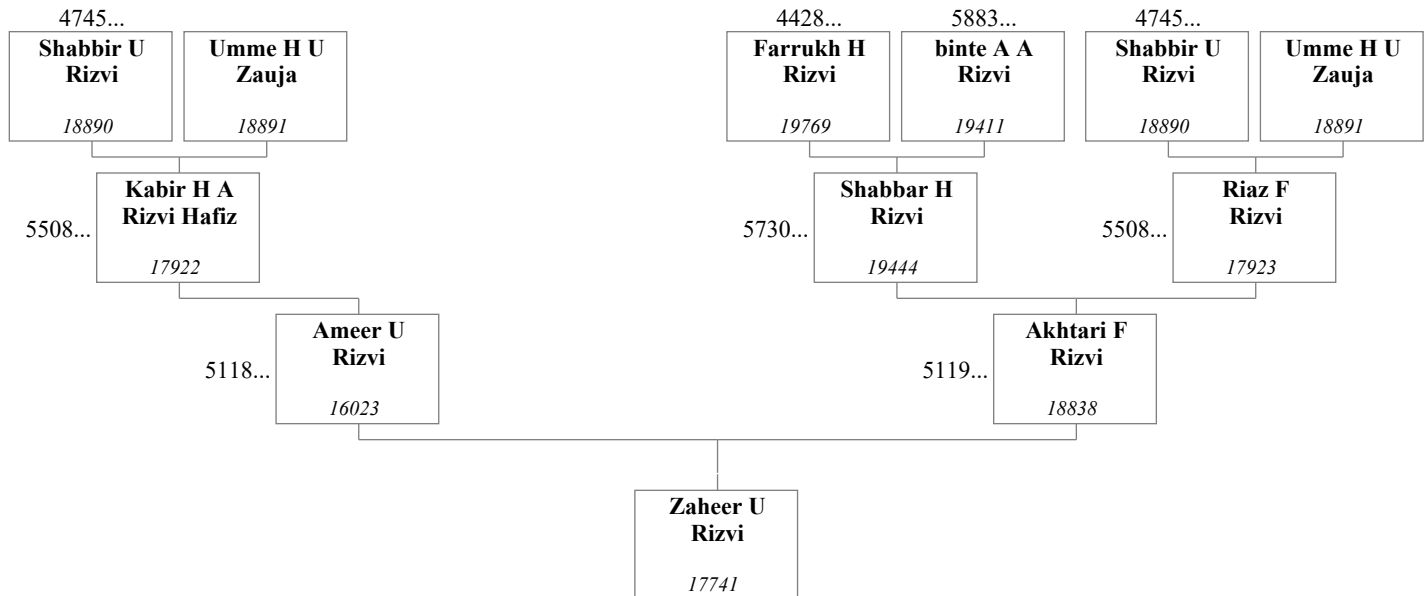 4745...
4428...
5883...
4745...
Shabbir U
Rizvi
18890
Umme H U
Zauja
18891
Farrukh H
Rizvi
19769
binte A A
Rizvi
19411
Shabbir U
Rizvi
18890
Umme H U
Zauja
18891
5508...
Kabir H A
Rizvi Hafiz
17922
5730...
Shabbar H
Rizvi
19444
5508...
Riaz F
Rizvi
17923
5118...
Ameer U
Rizvi
16023
5119...
Akhtari F
Rizvi
18838
Zaheer U
Rizvi
17741